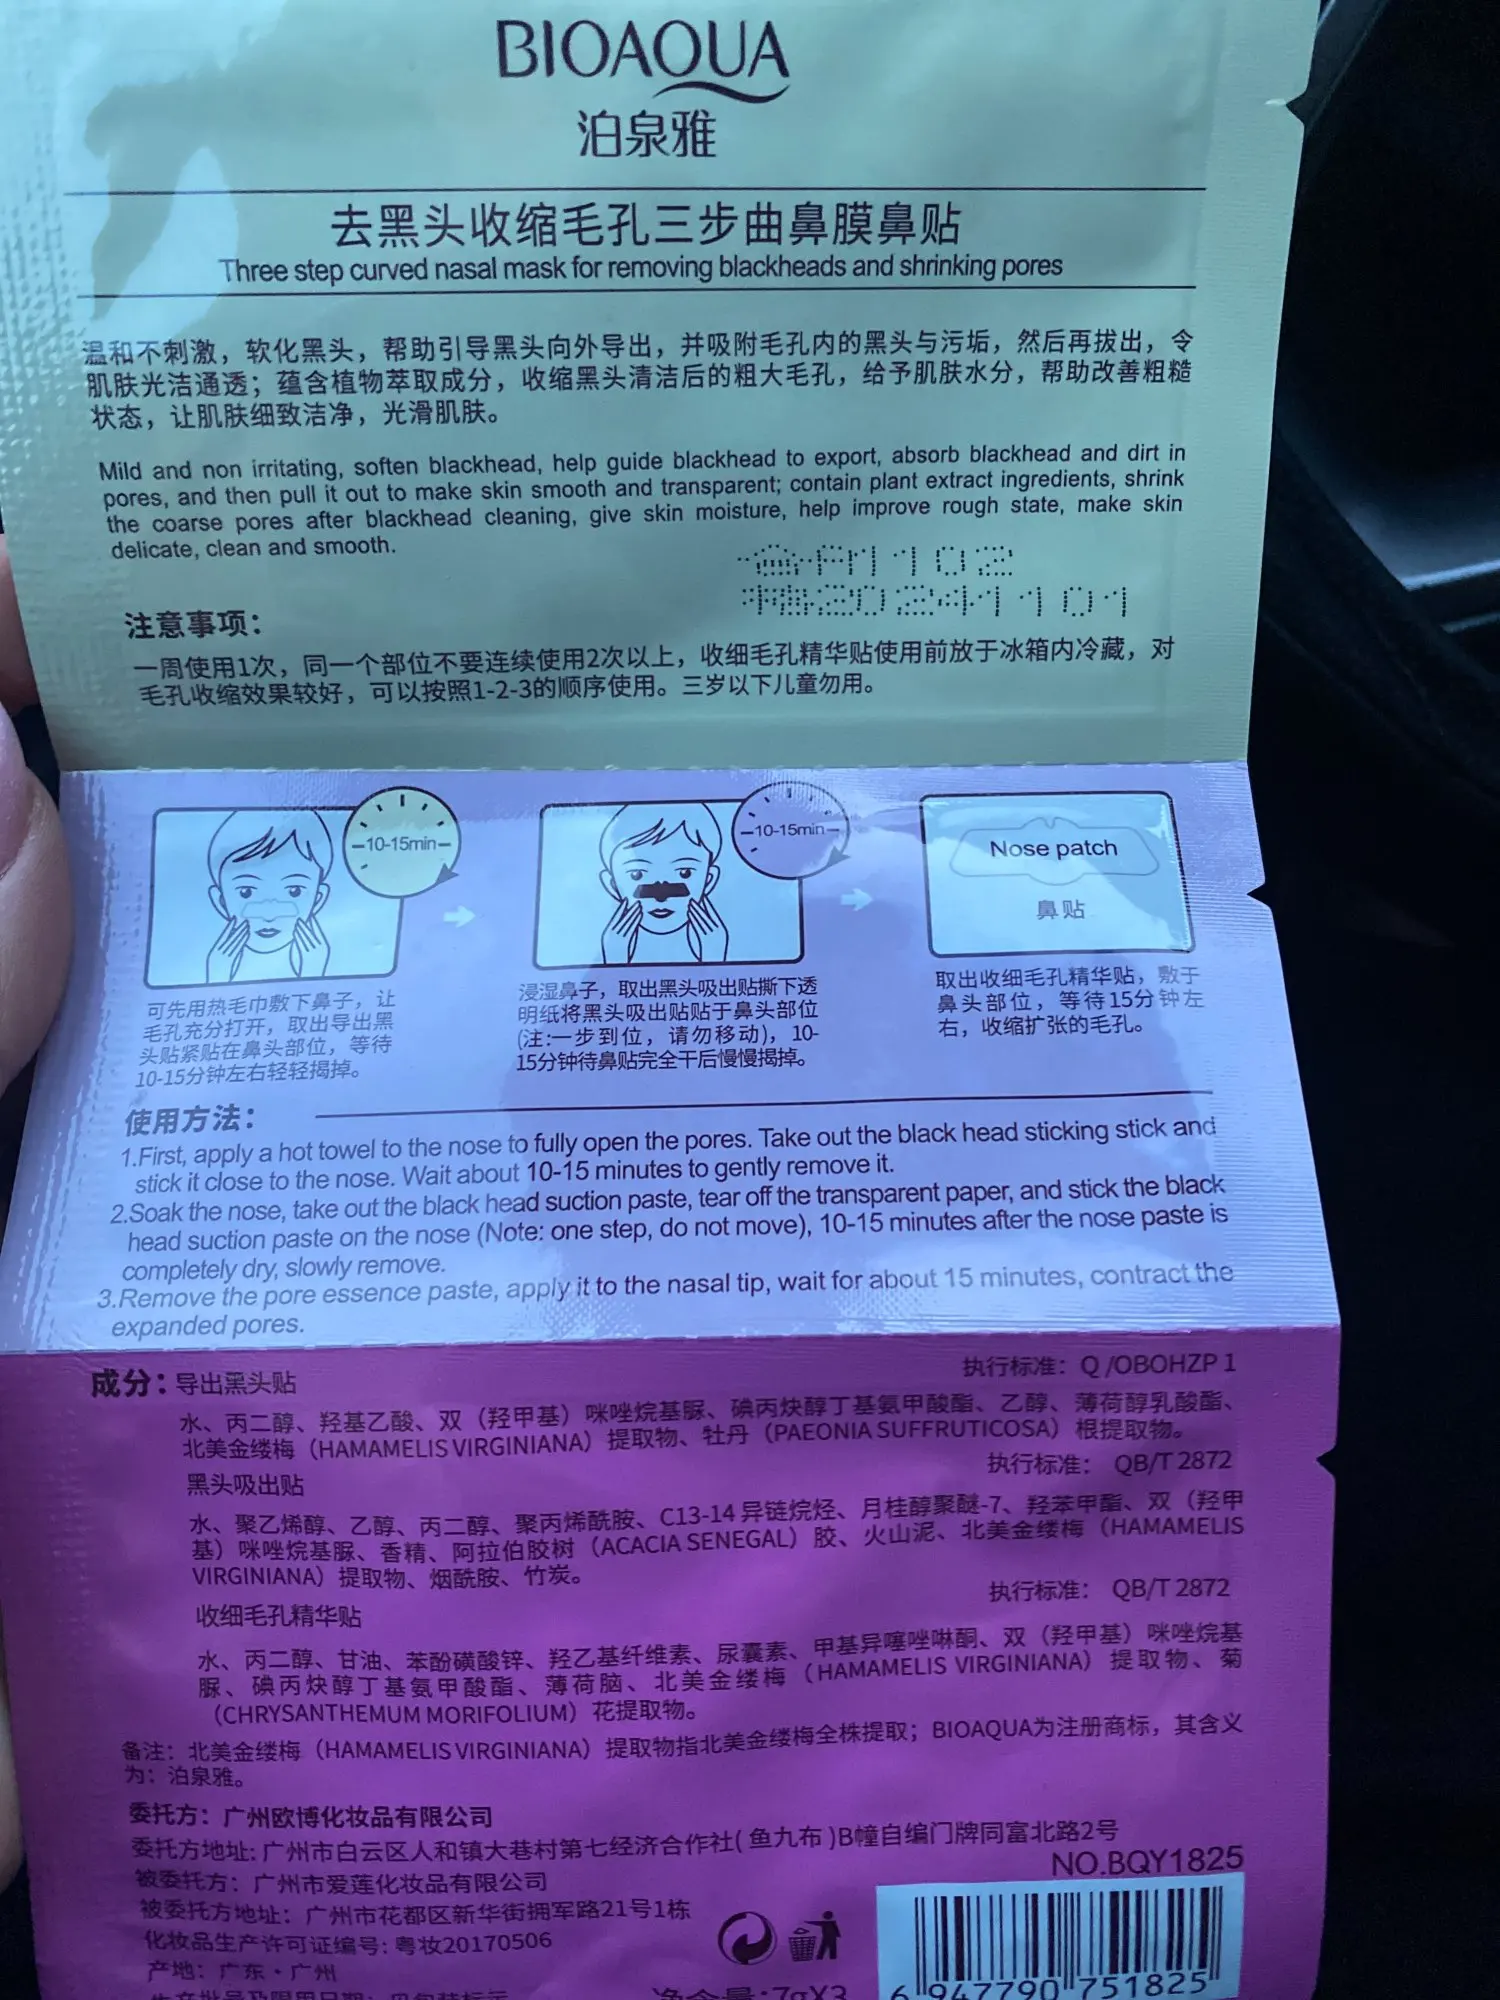 BIOAQUA
泊泉雅
去黑头收缩毛孔三步曲鼻膜鼻贴
Three step curved nasal mask for removing blackheads and shrinking pores
温和不刺激，软化黑头，帮助引导黑头向外导出，并吸附毛孔内的黑头与污垢，然后再拔出，令
肌肤光洁通透；蕴含植物萃取成分，收缩黑头清洁后的粗大毛孔，给予肌肤水分，帮助改善粗糙
状态，让肌肤细致洁净，光滑肌肤。
Mild and non irritating, soften blackhead, help guide blackhead to export, absorb blackhead and dirt in
pores, and then pull it out to make skin smooth and transparent; contain plant extract ingredients, shrink
the coarse pores after blackhead cleaning, give skin moisture, help improve rough state, make skin
delicate, clean and smooth.
1102
20241101
注意事项：
一周使用1次，同一个部位不要连续使用2次以上，收细毛孔精华贴使用前放于冰箱内冷藏，对
毛孔收缩效果较好，可以按照1-2-3的顺序使用。三岁以下儿童勿用。
10-15min
10-15min
Nose patch
鼻贴
可先用热毛巾敷下鼻子，让
毛孔充分打开，取出导出黑
头贴紧贴在鼻头部位，等待
10-15分钟左右轻轻揭掉。
浸湿鼻子，取出黑头吸出贴撕下透
明纸将黑头吸出贴贴于鼻头部位
(注:一步到位，请勿移动)，10-
15分钟待鼻贴完全干后慢慢揭掉。
取出收细毛孔精华贴，敷于
鼻头部位，等待15分钟左
右，收缩扩张的毛孔。
使用方法：
1.First, apply a hot towel to the nose to fully open the pores. Take out the black head sticking stick and
stick it close to the nose. Wait about 10-15 minutes to gently remove it.
2.Soak the nose, take out the black head suction paste, tear off the transparent paper, and stick the black
head suction paste on the nose (Note: one step, do not move), 10-15 minutes after the nose paste is
completely dry, slowly remove.
3.Remove the pore essence paste, apply it to the nasal tip, wait for about 15 minutes, contract the
expanded pores.
成分：导出黑头贴 执行标准：Q /OBOHZP 1
水、丙二醇、羟基乙酸、双（羟甲基）咪唑烷基脲、碘丙炔醇丁基氨甲酸酯、乙醇、薄荷醇乳酸酯、
北美金缕梅（HAMAMELIS VIRGINIANA）提取物、牡丹（PAEONIA SUFFRUTICOSA）根提取物。
黑头吸出贴 执行标准： QB/T 2872
水、聚乙烯醇、乙醇、丙二醇、聚丙烯酰胺、C13-14 异链烷烃、月桂醇聚醚-7、羟苯甲酯、双（羟甲
基）咪唑烷基脲、香精、阿拉伯胶树（ACACIA SENEGAL）胶、火山泥、北美金缕梅（HAMAMELIS
VIRGINIANA）提取物、烟酰胺、竹炭。
收细毛孔精华贴 执行标准： QB/T 2872
水、丙二醇、甘油、苯酚磺酸锌、羟乙基纤维素、尿囊素、甲基异噻唑啉酮、双（羟甲基）咪唑烷基
脲、碘丙炔醇丁基氨甲酸酯、薄荷脑、北美金缕梅（HAMAMELIS VIRGINIANA）提取物、菊
（CHRYSANTHEMUM MORIFOLIUM）花提取物。
备注：北美金缕梅（HAMAMELIS VIRGINIANA）提取物指北美金缕梅全株提取；BIOAQUA为注册商标，其含义
为：泊泉雅。
委托方：广州欧博化妆品有限公司
委托方地址：广州市白云区人和镇大巷村第七经济合作社( 鱼九布 )B幢自编门牌同富北路2号
NO.BQY1825
被委托方：广州市爱莲化妆品有限公司
被委托方地址：广州市花都区新华街拥军路21号1栋
化妆品生产许可证编号：粤妆20170506
产地：广东·广州
净含量:7gX3
6 947790 751825